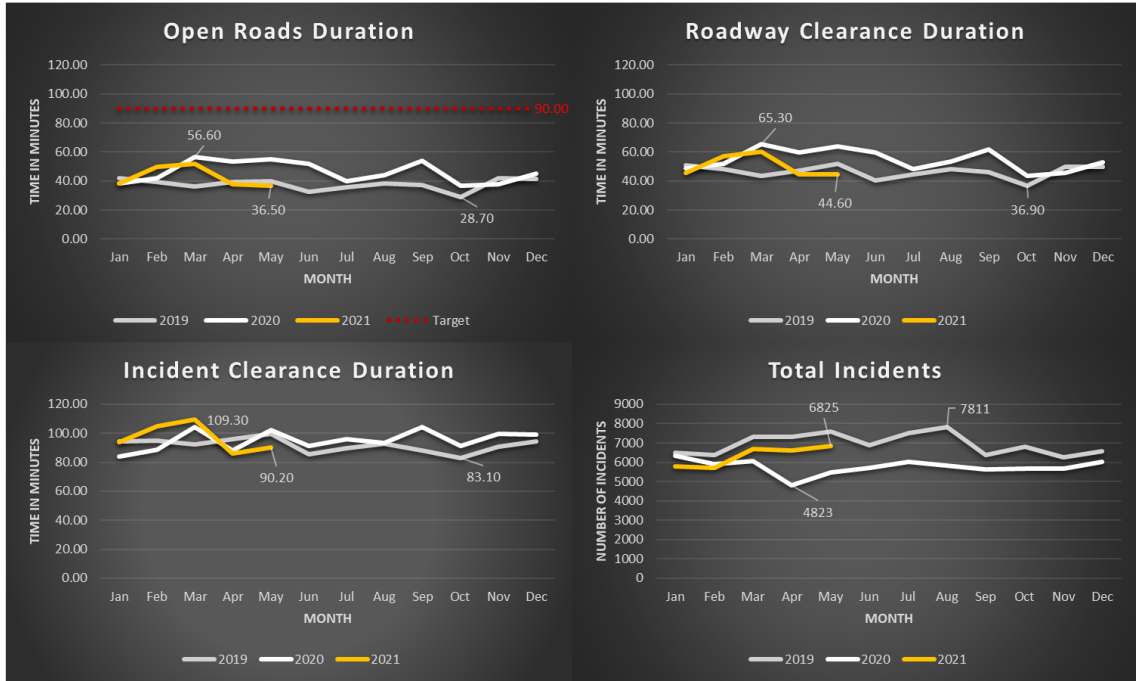 Open Roads Duration
TIME IN MINUTES
120.00
100.00
80.00
60.00
40.00
20.00
0.00
90.00
56.60
36.50
28.70
Jan Feb Mar Apr May Jun Jul Aug Sep Oct Nov Dec
MONTH
2019 2020 2021 Target
Roadway Clearance Duration
TIME IN MINUTES
120.00
100.00
80.00
60.00
40.00
20.00
0.00
65.30
44.60
36.90
Jan Feb Mar Apr May Jun Jul Aug Sep Oct Nov Dec
MONTH
2019 2020 2021
Incident Clearance Duration
TIME IN MINUTES
120.00
100.00
80.00
60.00
40.00
20.00
0.00
109.30
90.20
83.10
Jan Feb Mar Apr May Jun Jul Aug Sep Oct Nov Dec
MONTH
2019 2020 2021
Total Incidents
NUMBER OF INCIDENTS
9000
8000
7000
6000
5000
4000
3000
2000
1000
0
6825
7811
4823
Jan Feb Mar Apr May Jun Jul Aug Sep Oct Nov Dec
MONTH
2019 2020 2021